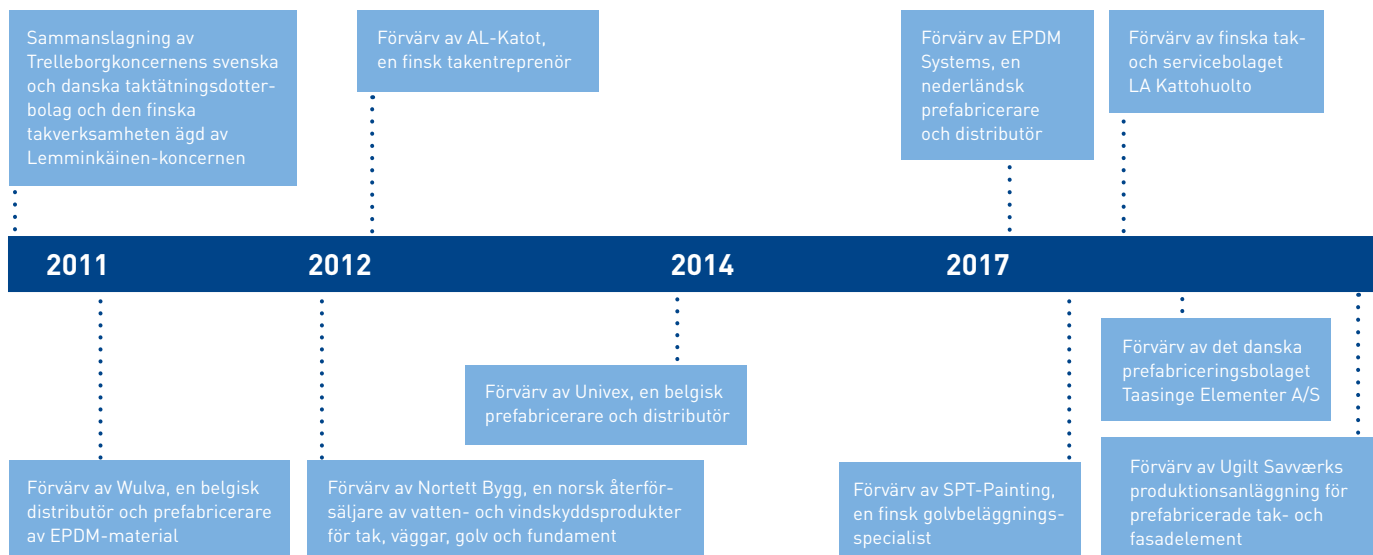 Sammanslagning av
Trelleborgkoncernens svenska
och danska taktätningsdotter-
bolag och den finska
takverksamheten ägd av
Lemminkäinen-koncernen
Förvärv av AL-Katot,
en finsk takentreprenör
Förvärv av EPDM
Systems, en
nederländsk
prefabricerare
och distributör
Förvärv av finska tak-
och servicebolaget
LA Kattohuolto
2011
2012
2014
2017
Förvärv av Wulva, en belgisk
distributör och prefabricerare
av EPDM-material
Förvärv av Nortett Bygg, en norsk återför-
säljare av vatten- och vindskyddsprodukter
för tak, väggar, golv och fundament
Förvärv av Univex, en belgisk
prefabricerare och distributör
Förvärv av SPT-Painting,
en finsk golvbeläggnings-
specialist
Förvärv av det danska
prefabriceringsbolaget
Taasinge Elementer A/S
Förvärv av Ugilt Savværks
produktionsanläggning för
prefabricerade tak- och
fasadelement